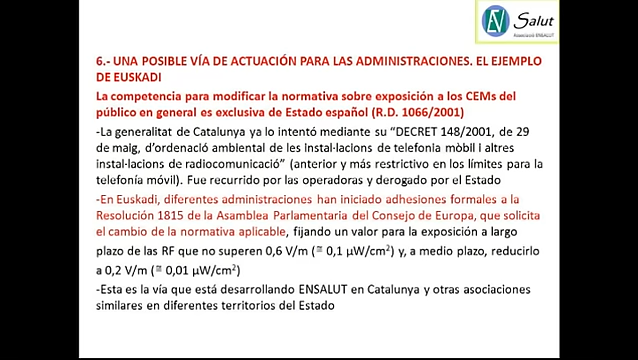 Salut
Associació ENSALUT
6.- UNA POSIBLE VÍA DE ACTUACIÓN PARA LAS ADMINISTRACIONES. EL EJEMPLO
DE EUSKADI
La competencia para modificar la normativa sobre exposición a los CEMs del
público en general es exclusiva de Estado español (R.D. 1066/2001)
-La generalitat de Catalunya ya lo intentó mediante su “DECRET 148/2001, de 29
de maig, d’ordenació ambental de les instal·lacions de telefonia mòbil i altres
instal·lacions de radiocomunicació” (anterior y más restrictivo en los límites para la
telefonía móvil). Fue recurrido por las operadoras y derogado por el Estado
-En Euskadi, diferentes administraciones han iniciado adhesiones formales a la
Resolución 1815 de la Asamblea Parlamentaria del Consejo de Europa, que solicita
el cambio de la normativa aplicable, fijando un valor para la exposición a largo
plazo de las RF que no superen 0,6 V/m (≅ 0,1 µW/cm²) y, a medio plazo, reducirlo
a 0,2 V/m (≅ 0,01 µW/cm²)
-Esta es la vía que está desarrollando ENSALUT en Catalunya y otras asociaciones
similares en diferentes territorios del Estado